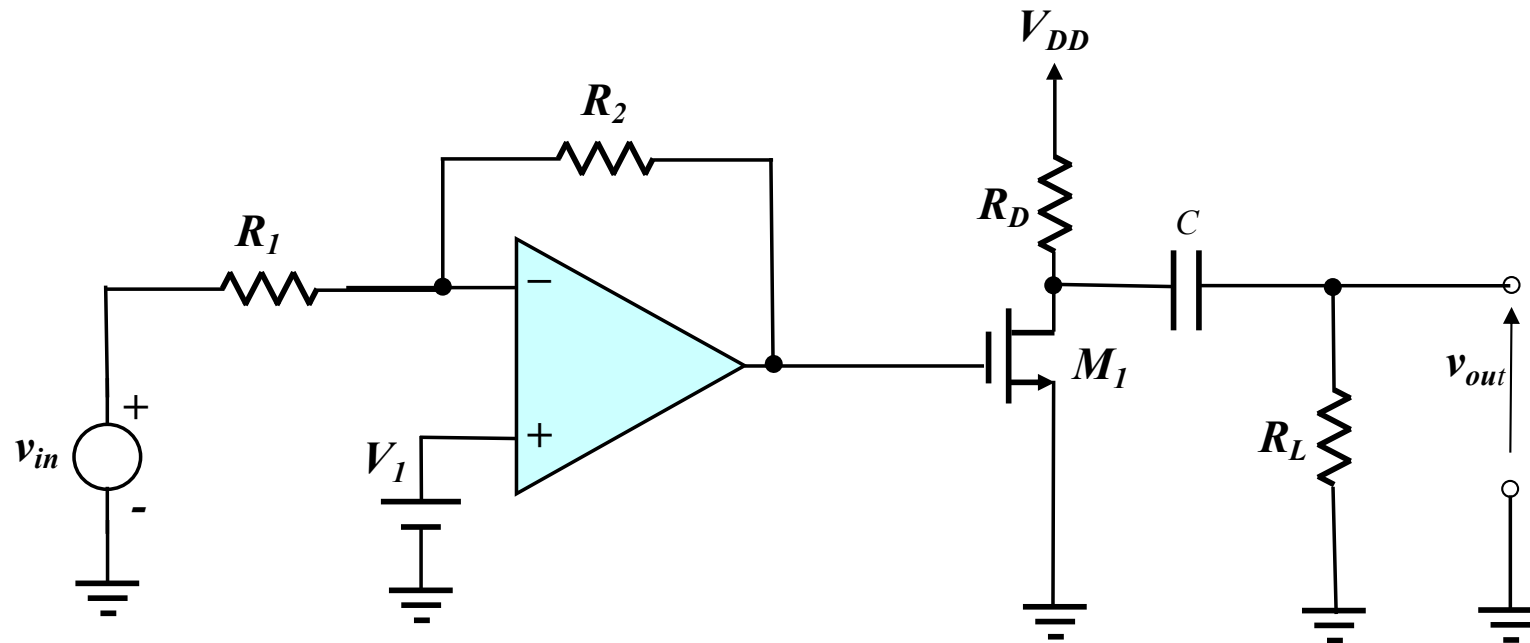 V_DD
R_2
R_D
C
R_1
−
M_1
v_out
+
v_in
-
V_1
+
R_L